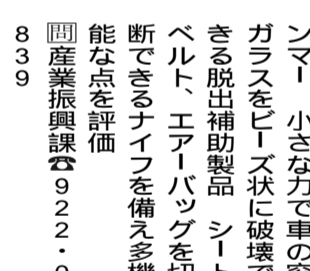 ンマー　小さな力で車の窓
ガラスをビーズ状に破壊で
きる脱出補助製品　シート
ベルト、エアーバッグを切
断できるナイフを備え多機
能な点を評価
問産業振興課☎922・
839